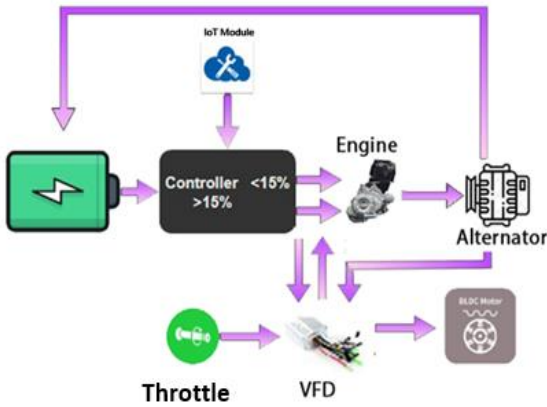 IoT Module
Engine
Controller <15%
>15%
Alternator
BLDC Motor
Throttle
VFD